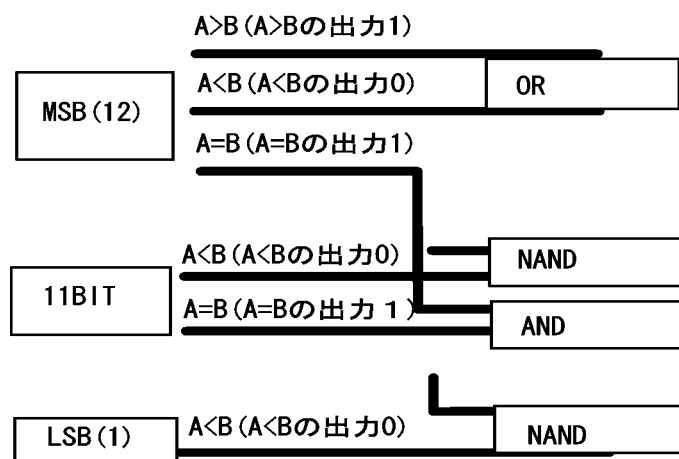 A>B(A>Bの出力1)
MSB(12)
A<B(A<Bの出力0)
OR
A=B(A=Bの出力1)
A<B(A<Bの出力0)
NAND
11BIT
A=B(A=Bの出力１)
AND
LSB(1)
A<B(A<Bの出力0)
NAND